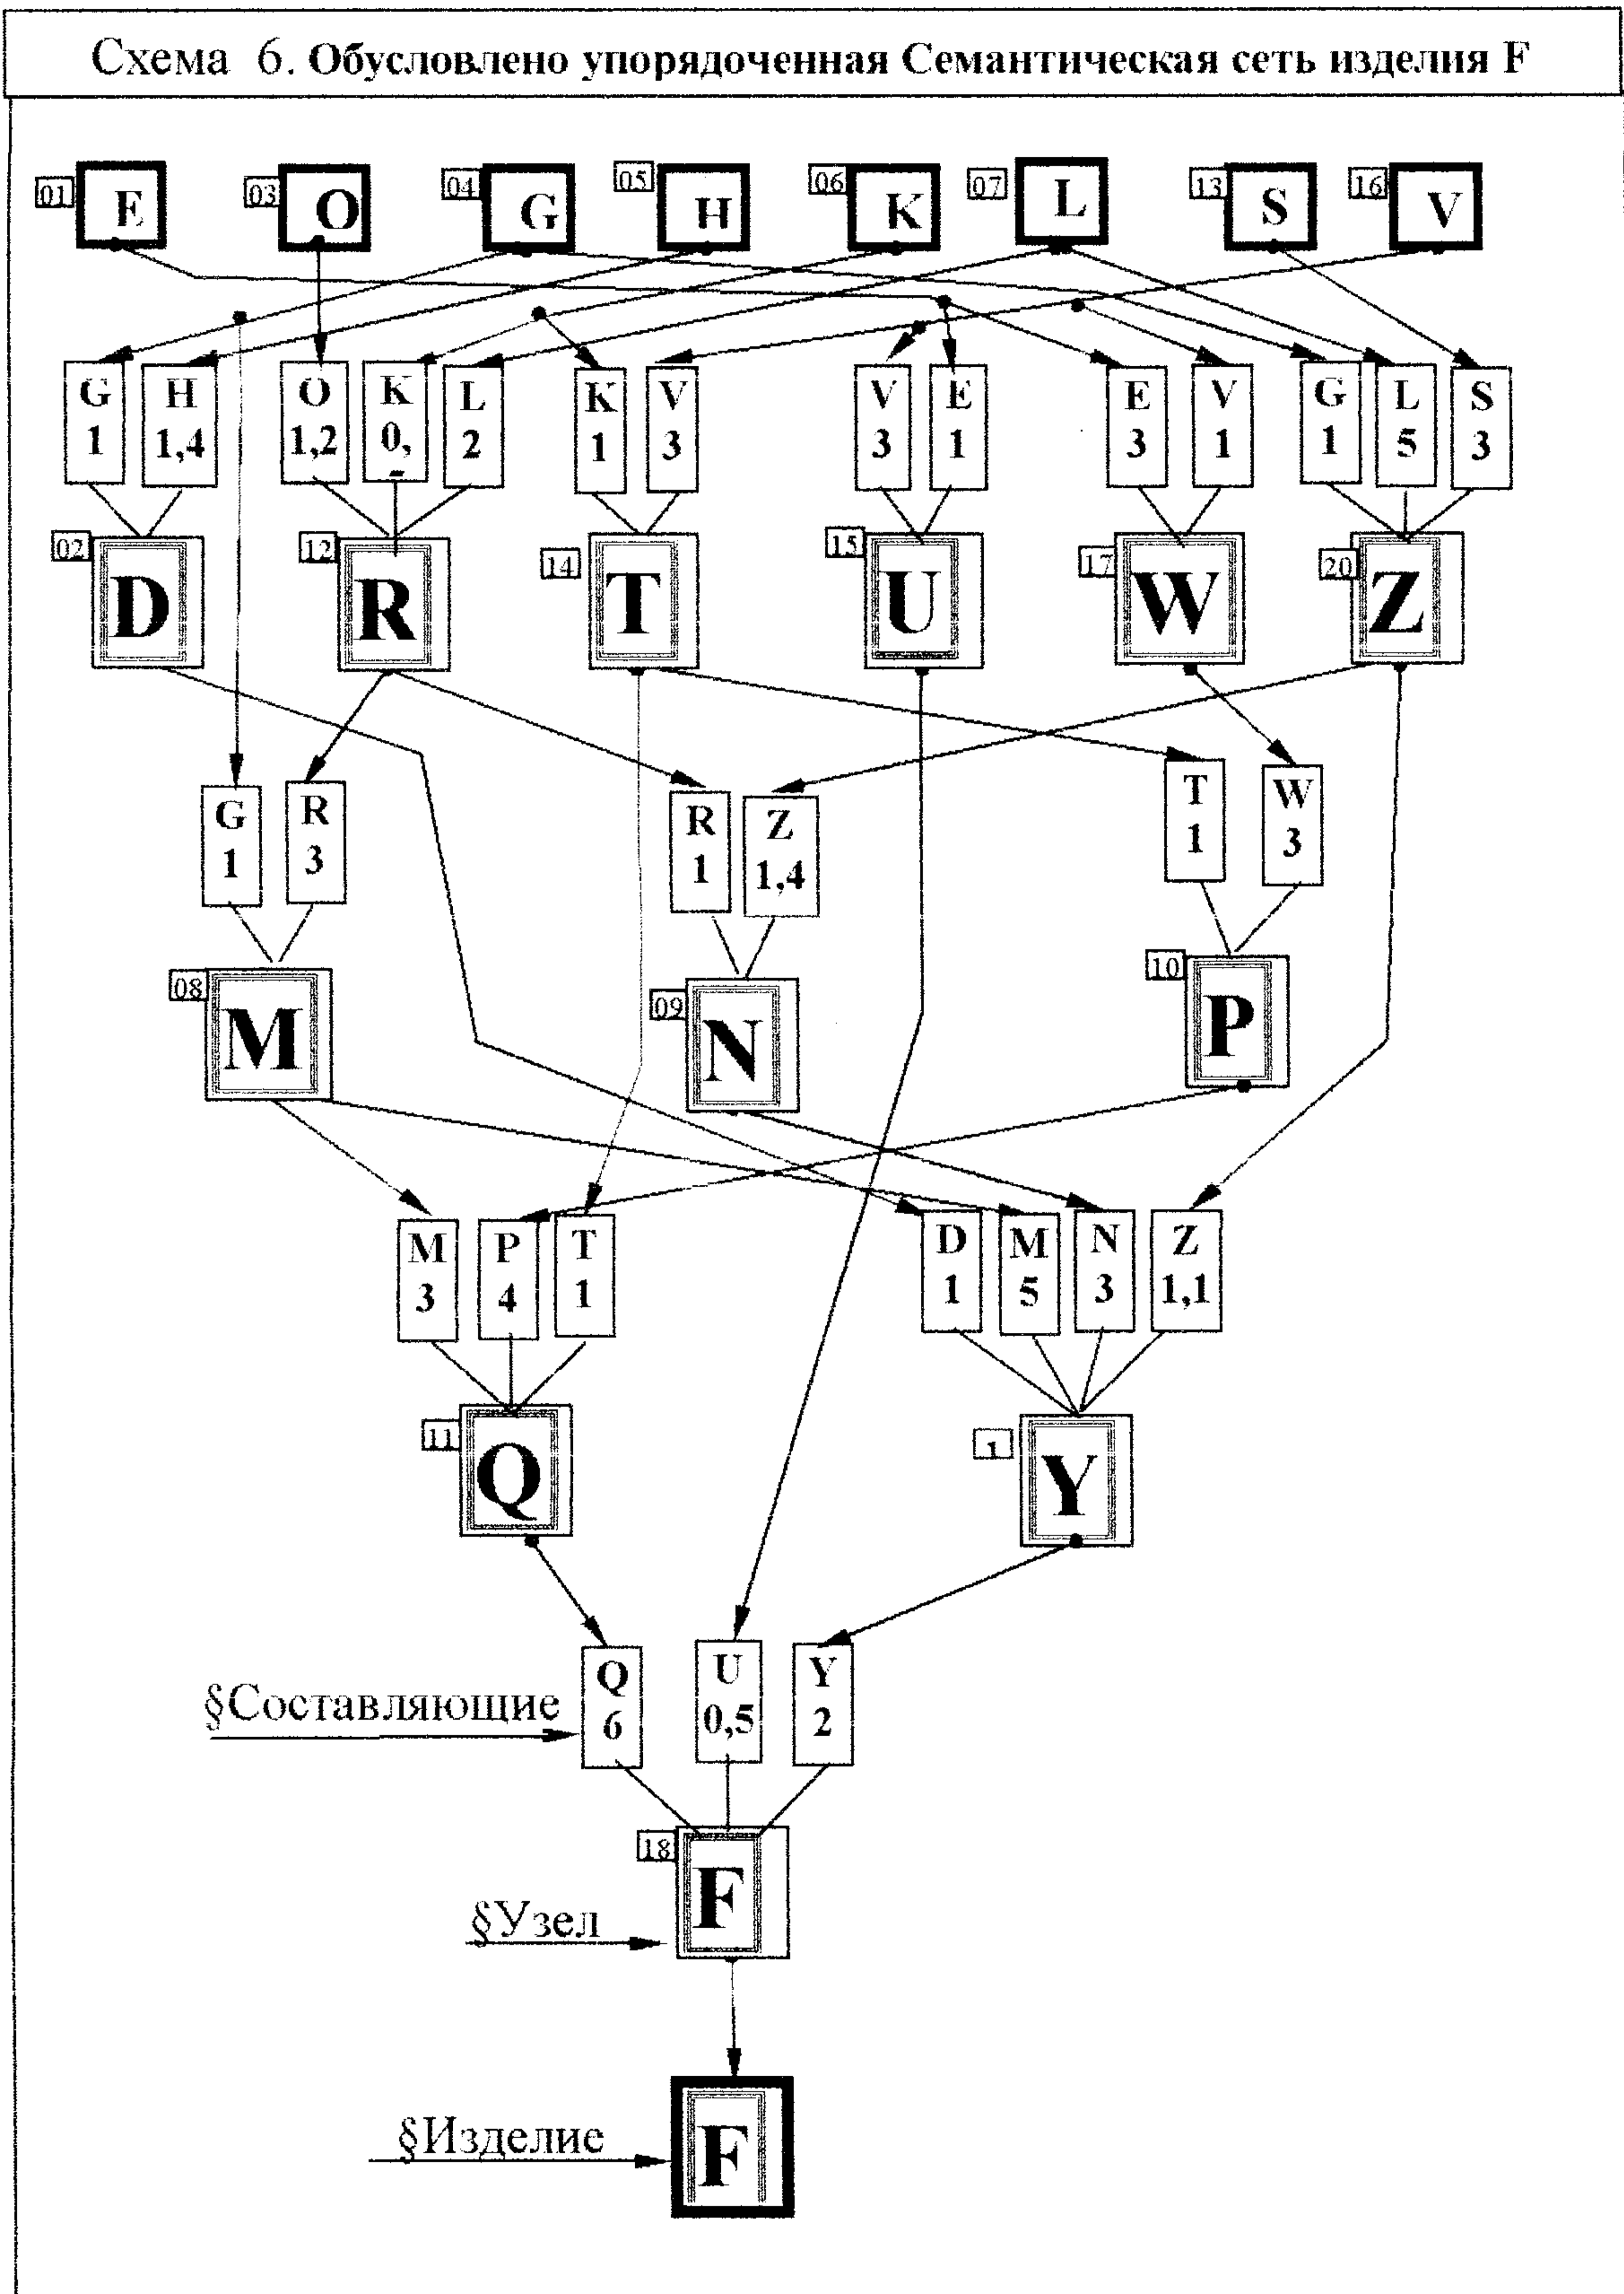 Схема 6. Обусловлено упорядоченная Семантическая сеть изделия F
01 E 03 O 04 G 05 H 06 K 07 L 13 S 16 V
G H O K L K V V E E V G L S
1 1,4 1,2 0, 2 1 3 3 1 3 1 1 5 3
02 D 12 R 14 T 15 U 17 W 20 Z
G R R Z T W
1 3 1 1,4 1 3
08 M 09 N 10 P
M P T D M N Z
3 4 1 1 5 3 1,1
11 Q 1 Y
Q U Y
6 0,5 2
§Составляющие
18 F
§Узел
§Изделие F